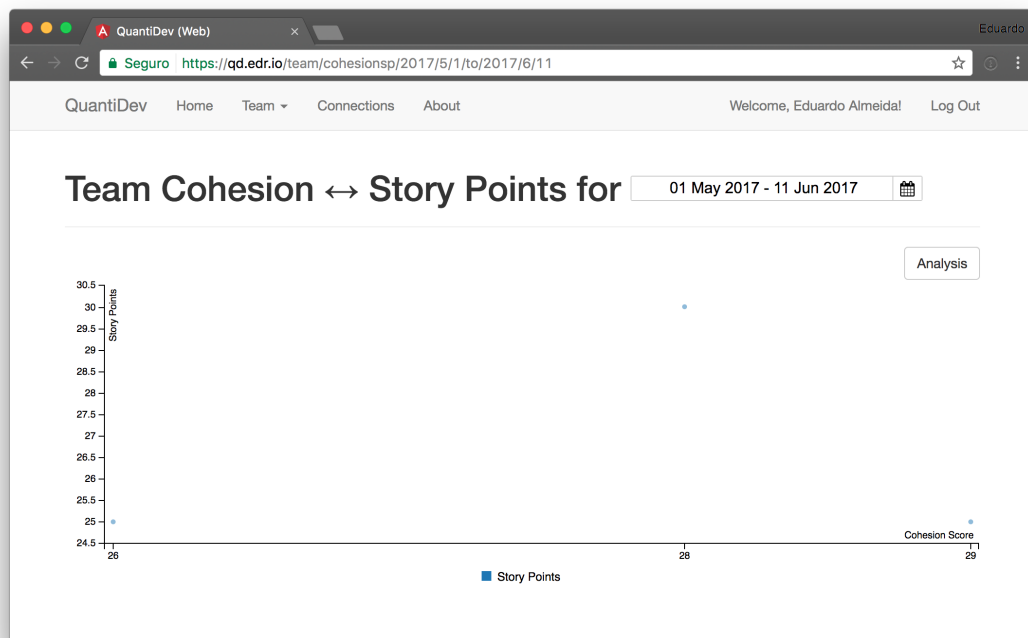 QuantiDev (Web)
Eduardo
Seguro https://qd.edr.io/team/cohesionsp/2017/5/1/to/2017/6/11
QuantiDev Home Team Connections About Welcome, Eduardo Almeida! Log Out
Team Cohesion ↔ Story Points for 01 May 2017 - 11 Jun 2017
Analysis
Story Points
30.5
30
29.5
29
28.5
28
27.5
27
26.5
26
25.5
25
24.5
Cohesion Score
26 28 29
Story Points